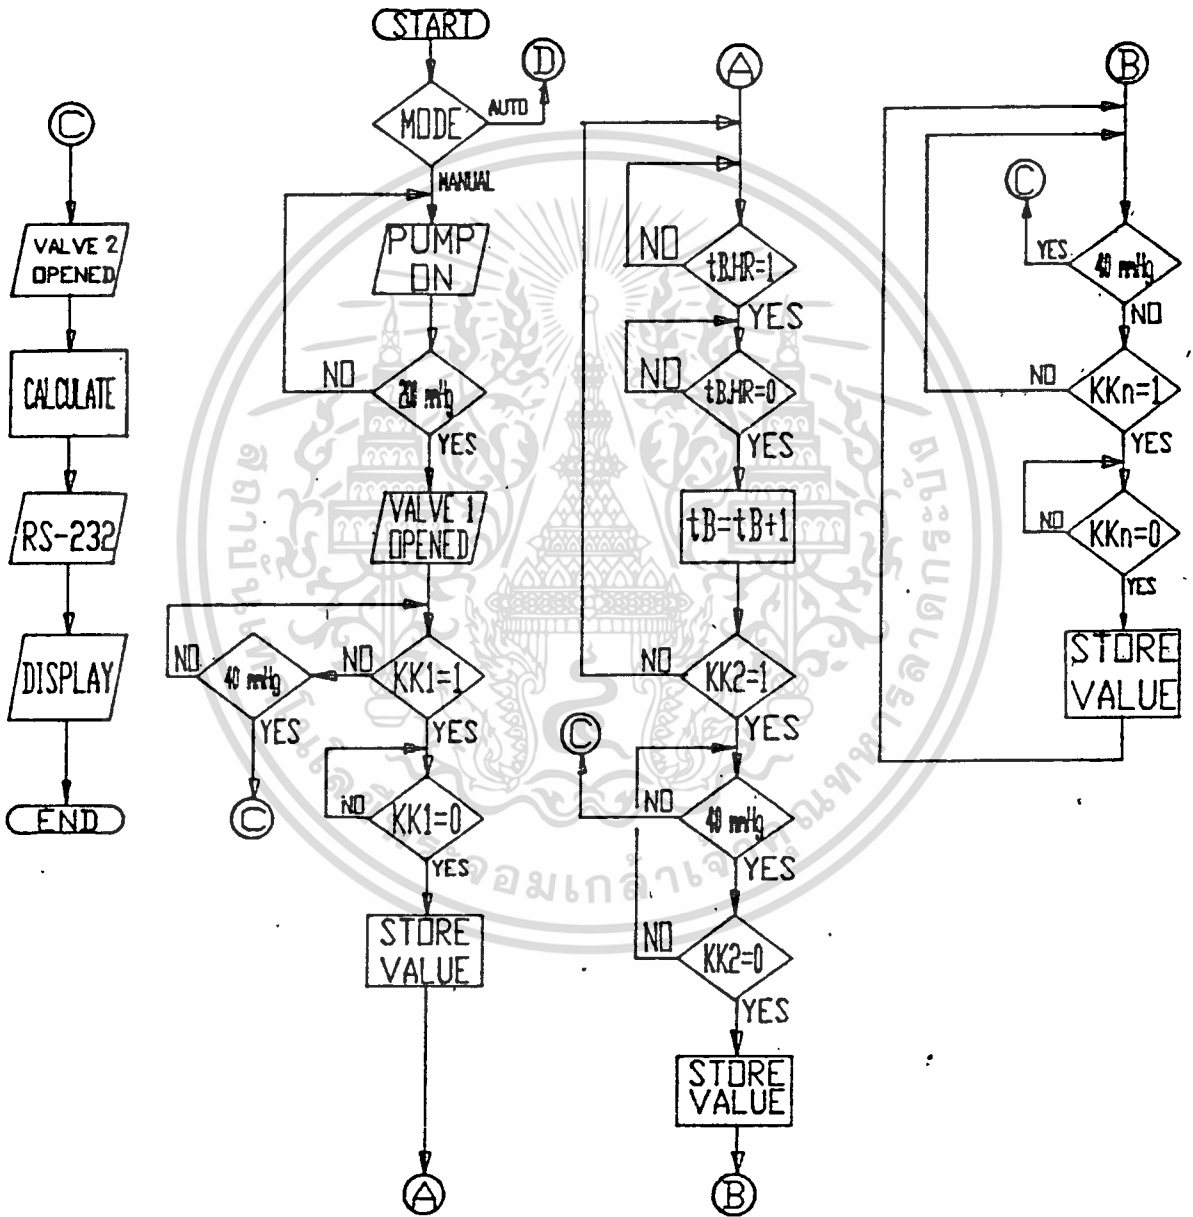 C
VALVE 2
OPENED
CALCULATE
RS-232
DISPLAY
END
START
MODE
AUTO
D
MANUAL
PUMP
ON
NO
200 mmHg
YES
VALVE 1
OPENED
NO
40 mmHg
NO
KK1=1
YES
YES
C
NO
KK1=0
YES
STORE
VALUE
A
A
NO
tB.HR=1
YES
NO
tB.HR=0
YES
tB=tB+1
NO
KK2=1
YES
C
NO
40 mmHg
YES
NO
KK2=0
YES
STORE
VALUE
B
B
C
YES
40 mmHg
NO
NO
KKn=1
YES
NO
KKn=0
YES
STORE
VALUE